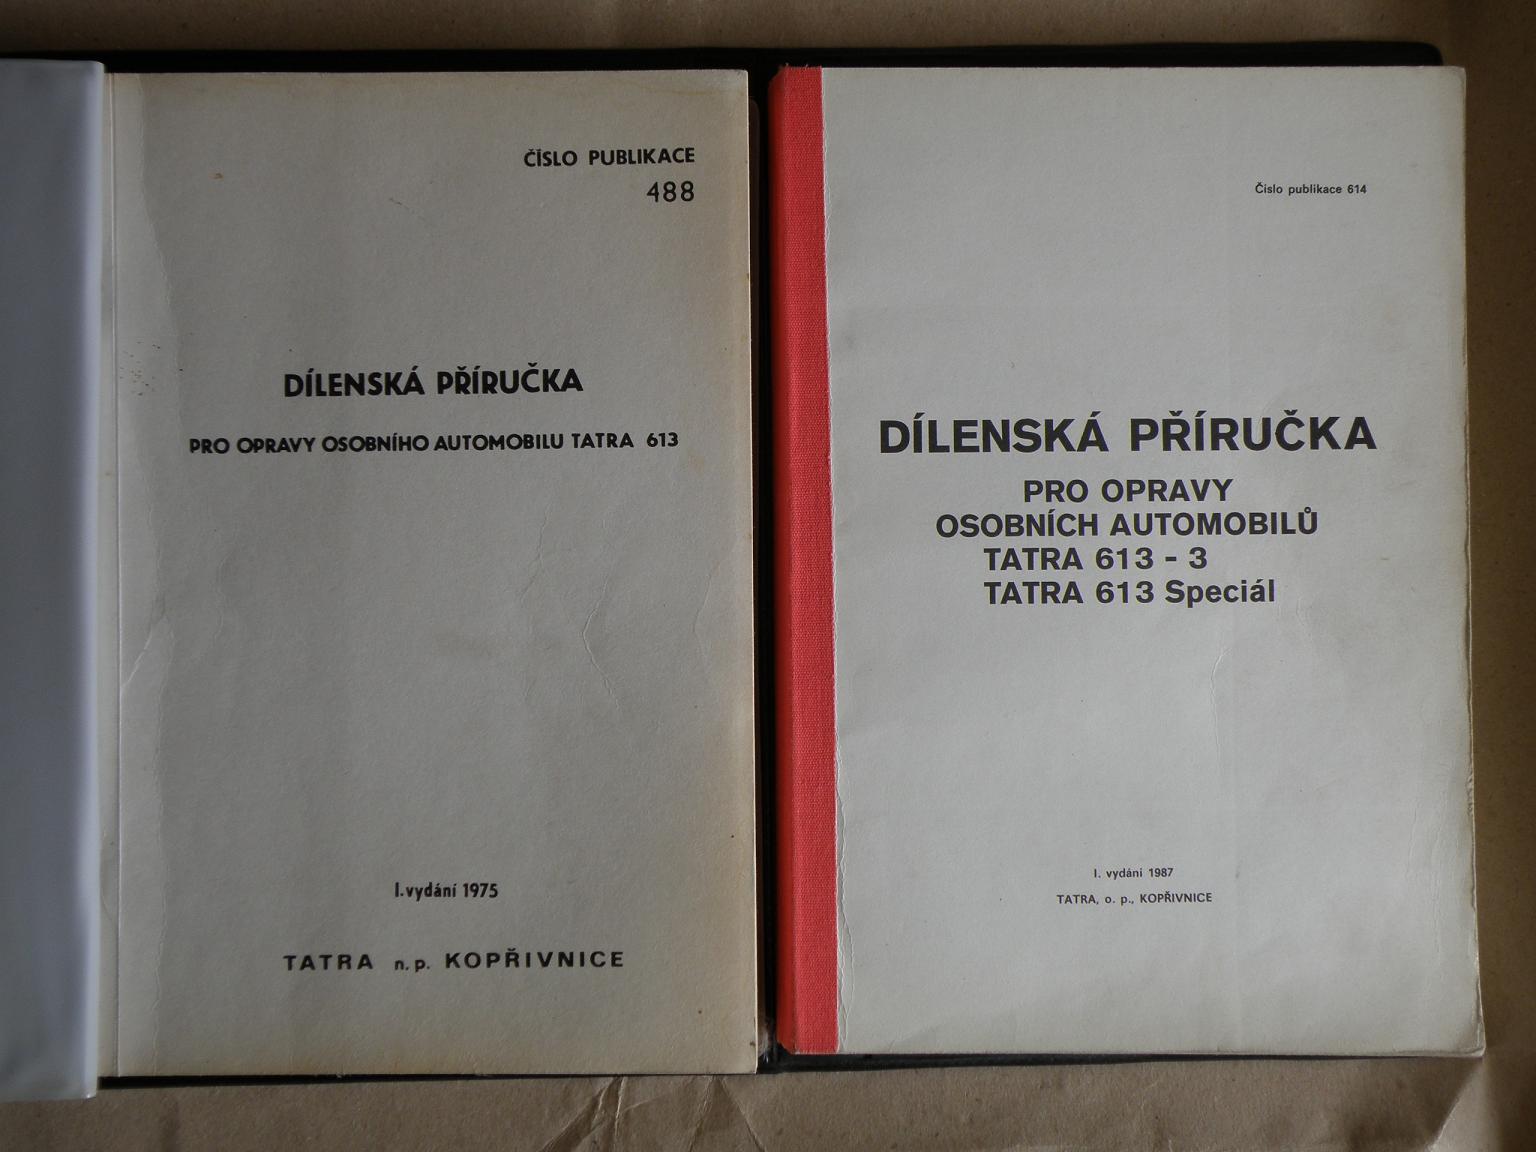 ČÍSLO PUBLIKACE
488
DÍLENSKÁ PŘÍRUČKA
PRO OPRAVY OSOBNÍHO AUTOMOBILU TATRA 613
I. vydání 1975
TATRA n. p. KOPŘIVNICE
Číslo publikace 614
DÍLENSKÁ PŘÍRUČKA
PRO OPRAVY
OSOBNÍCH AUTOMOBILŮ
TATRA 613 - 3
TATRA 613 Speciál
I. vydání 1987
TATRA, o. p., KOPŘIVNICE